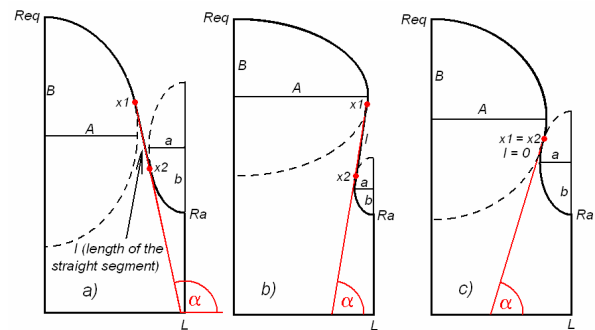 Req
B
A
x1
a
x2
b
Ra
l (length of the
straight segment)
a)
α
L
Req
B
A
x1
l
x2
a
b
Ra
b)
α
L
Req
B
A
x1 = x2
l = 0
a
b
Ra
c)
α
L